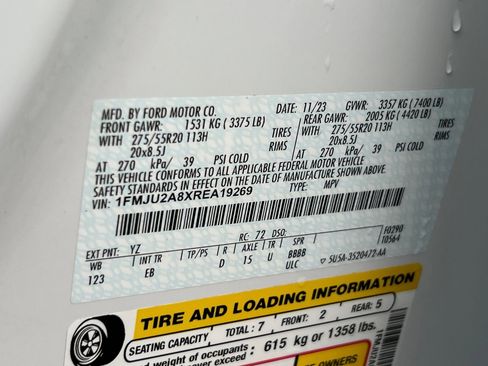 MFD. BY FORD MOTOR CO.
DATE: 11/23 GVWR: 3357 KG ( 7400 LB)
FRONT GAWR: 1531 KG ( 3375 LB) REAR GAWR: 2005 KG ( 4420 LB)
WITH 275/55R20 113H TIRES WITH 275/55R20 113H TIRES
20x8.5J RIMS 20x8.5J RIMS
AT 270 kPa/ 39 PSI COLD AT 270 kPa/ 39 PSI COLD
THIS VEHICLE CONFORMS TO ALL APPLICABLE FEDERAL MOTOR VEHICLE
SAFETY STANDARD IN EFFECT ON THE DATE OF MANUFACTURE SHOWN ABOVE.
VIN: 1FMJU2A8XREA19269 TYPE: MPV
F0290
T0564
EXT PNT: YZ RC: 72 DSO:
WB INT TR TP/PS R AXLE TR SPR
123 EB D 15 U BBBB
ULC 5U5A-3520472-AA
TIRE AND LOADING INFORMATION
SEATING CAPACITY TOTAL: 7 FRONT: 2 REAR: 5
weight of occupants 615 kg or 1358 lbs.
OWNERS